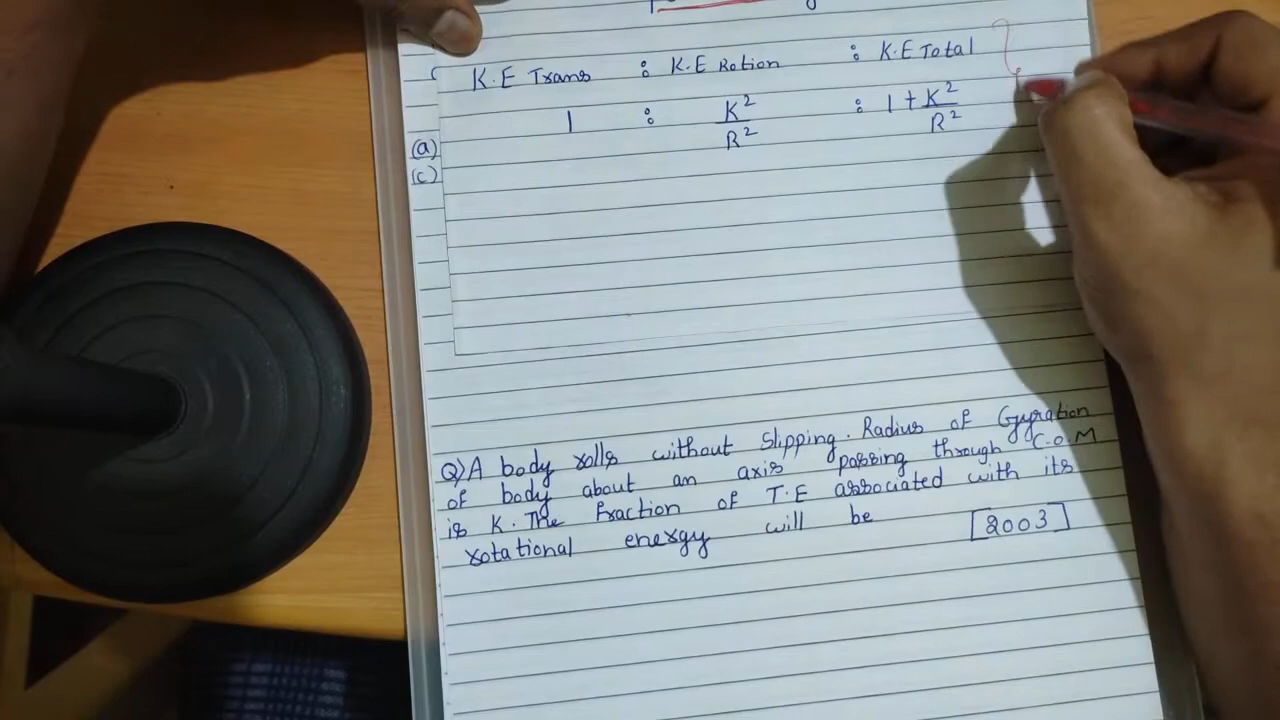 K.E Trans : K.E Rotion : K.E Total
1 : K²/R² : 1 + K²/R²
(a)
(c)
Q) A body rolls without Slipping. Radius of Gyration
of body about an axis passing through C.O.M
is K. The fraction of T.E associated with its
rotational energy will be [2003]